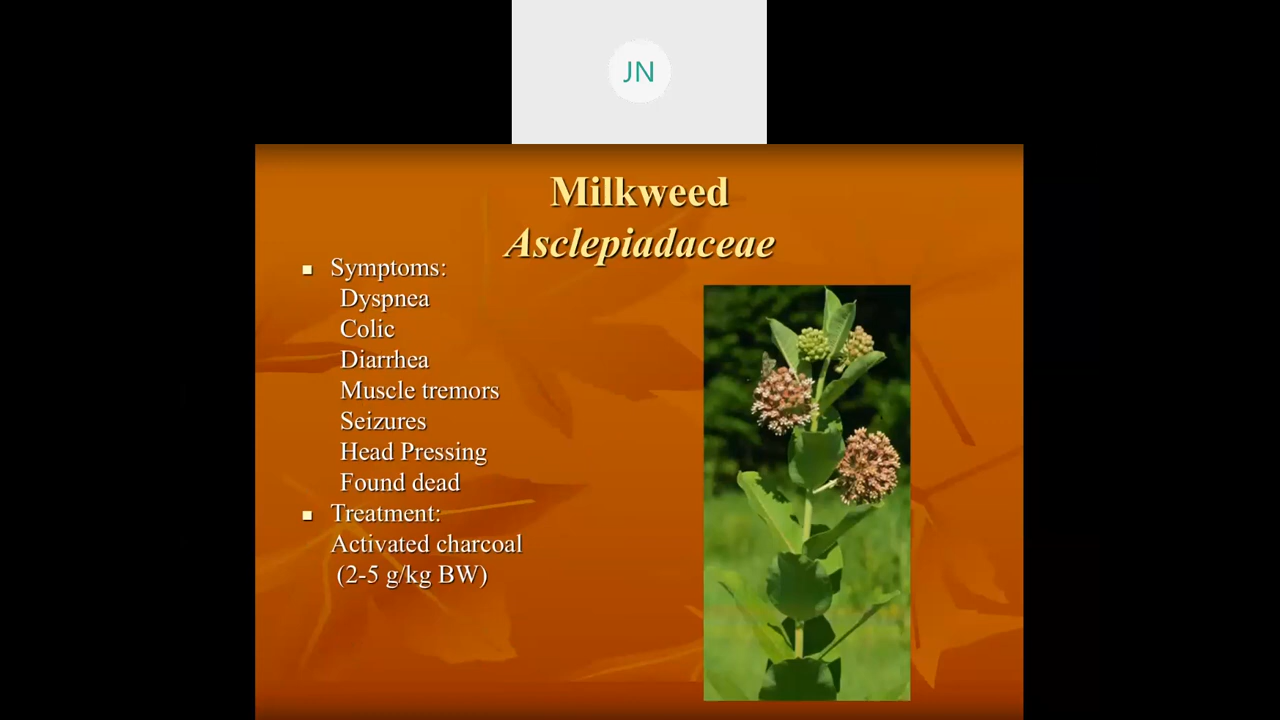 JN
Milkweed
Asclepiadaceae
Symptoms:
Dyspnea
Colic
Diarrhea
Muscle tremors
Seizures
Head Pressing
Found dead
Treatment:
Activated charcoal
(2-5 g/kg BW)